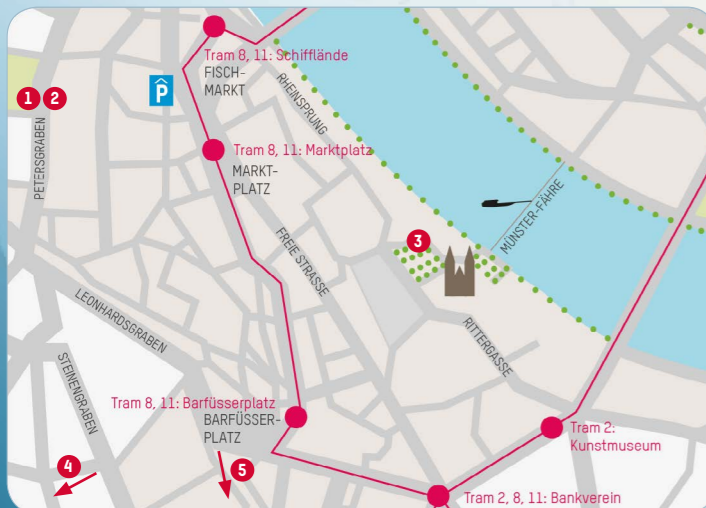 Tram 8, 11: Schifflände
FISCH-
MARKT
P
1 2
PETERSGRABEN
RHEINSPRUNG
Tram 8, 11: Marktplatz
MARKT-
PLATZ
MÜNSTER-FÄHRE
3
FREIE STRASSE
LEONHARDSGRABEN
RITTERGASSE
STEINENGRABEN
Tram 8, 11: Barfüsserplatz
BARFÜSSER-
PLATZ
Tram 2:
Kunstmuseum
4
5
Tram 2, 8, 11: Bankverein